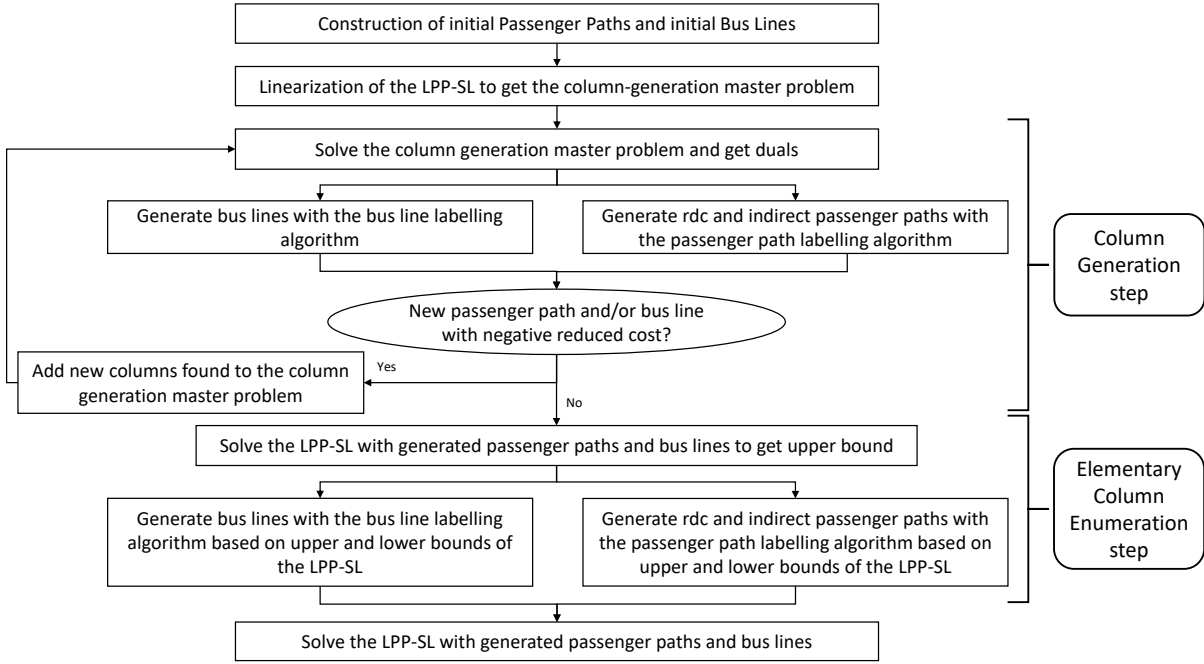 Construction of initial Passenger Paths and initial Bus Lines
Linearization of the LPP-SL to get the column-generation master problem
Solve the column generation master problem and get duals
Generate bus lines with the bus line labelling
algorithm
Generate rdc and indirect passenger paths with
the passenger path labelling algorithm
Column
Generation
step
New passenger path and/or bus line
with negative reduced cost?
Yes
Add new columns found to the column
generation master problem
No
Solve the LPP-SL with generated passenger paths and bus lines to get upper bound
Elementary
Column
Enumeration
step
Generate bus lines with the bus line labelling
algorithm based on upper and lower bounds of
the LPP-SL
Generate rdc and indirect passenger paths with
the passenger path labelling algorithm based on
upper and lower bounds of the LPP-SL
Solve the LPP-SL with generated passenger paths and bus lines